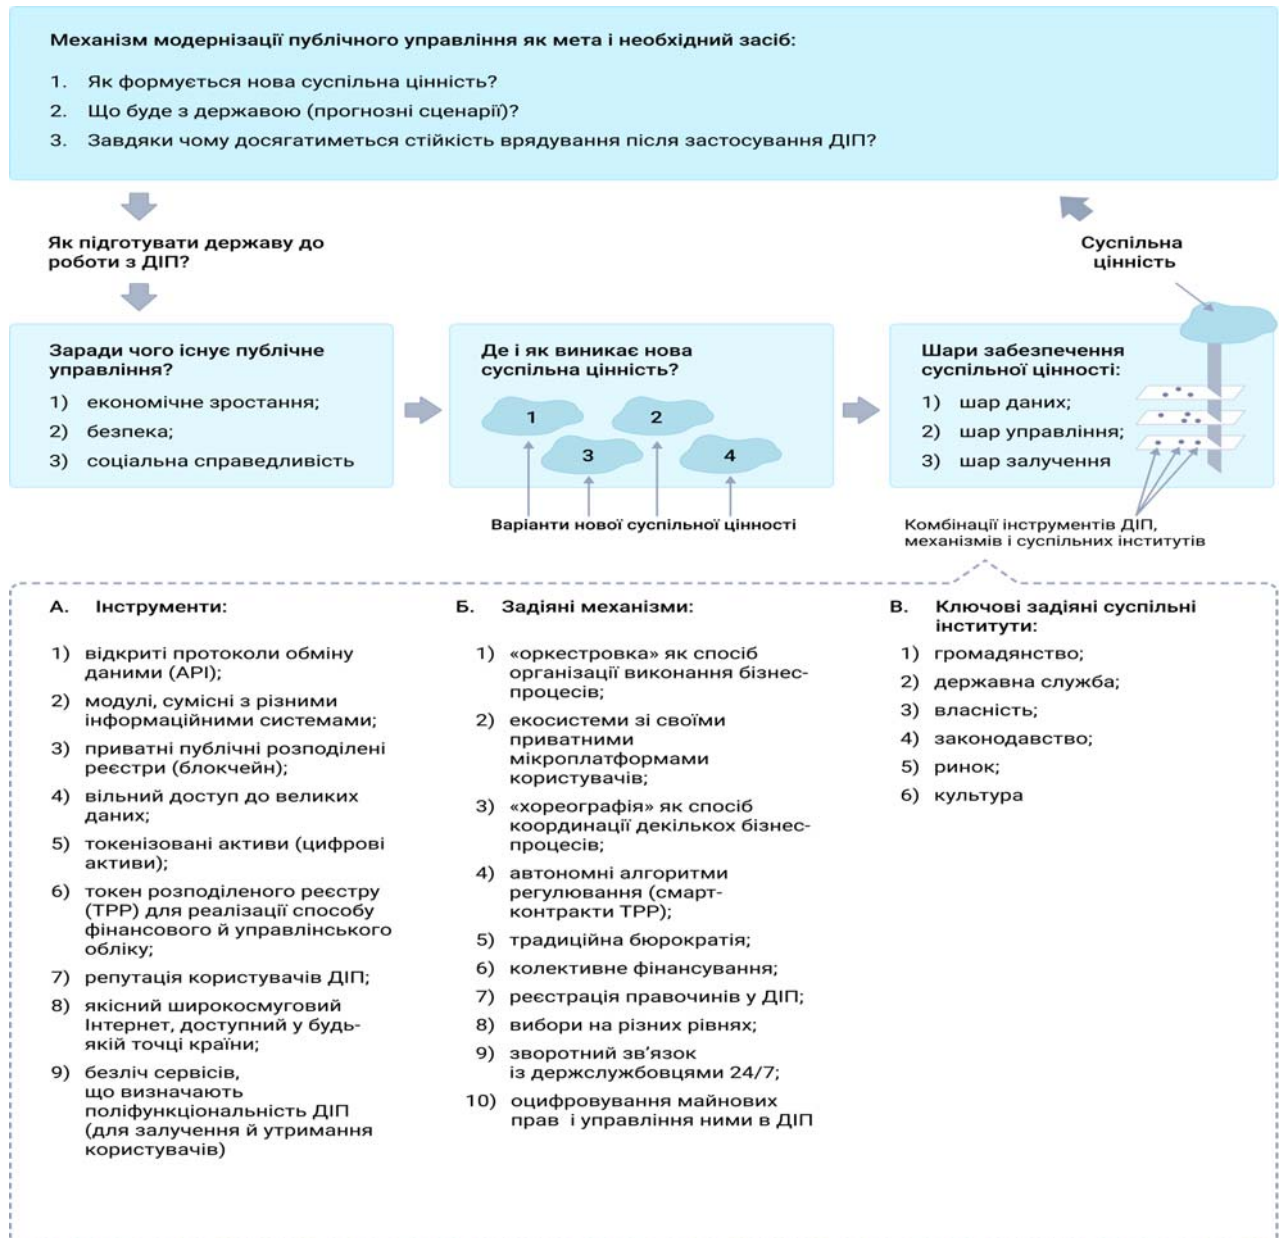 Механізм модернізації публічного управління як мета і необхідний засіб:
1. Як формується нова суспільна цінність?
2. Що буде з державою (прогнозні сценарії)?
3. Завдяки чому досягатиметься стійкість врядування після застосування ДІП?
Як підготувати державу до
роботи з ДІП?
Суспільна
цінність
Заради чого існує публічне
управління?
1) економічне зростання;
2) безпека;
3) соціальна справедливість
Де і як виникає нова
суспільна цінність?
1
2
3
4
Варіанти нової суспільної цінності
Шари забезпечення
суспільної цінності:
1) шар даних;
2) шар управління;
3) шар залучення
Комбінації інструментів ДІП,
механізмів і суспільних інститутів
А. Інструменти:
1) відкриті протоколи обміну
даними (API);
2) модулі, сумісні з різними
інформаційними системами;
3) приватні публічні розподілені
реєстри (блокчейн);
4) вільний доступ до великих
даних;
5) токенізовані активи (цифрові
активи);
6) токен розподіленого реєстру
(ТРР) для реалізації способу
фінансового й управлінського
обліку;
7) репутація користувачів ДІП;
8) якісний широкосмуговий
Інтернет, доступний у будь-
якій точці країни;
9) безліч сервісів,
що визначають
поліфункціональність ДІП
(для залучення й утримання
користувачів)
Б. Задіяні механізми:
1) «оркестровка» як спосіб
організації виконання бізнес-
процесів;
2) екосистеми зі своїми
приватними
мікроплатформами
користувачів;
3) «хореографія» як спосіб
координації декількох бізнес-
процесів;
4) автономні алгоритми
регулювання (смарт-
контракти ТРР);
5) традиційна бюрократія;
6) колективне фінансування;
7) реєстрація правочинів у ДІП;
8) вибори на різних рівнях;
9) зворотний зв’язок
із держслужбовцями 24/7;
10) оцифровування майнових
прав і управління ними в ДІП
В. Ключові задіяні суспільні
інститути:
1) громадянство;
2) державна служба;
3) власність;
4) законодавство;
5) ринок;
6) культура